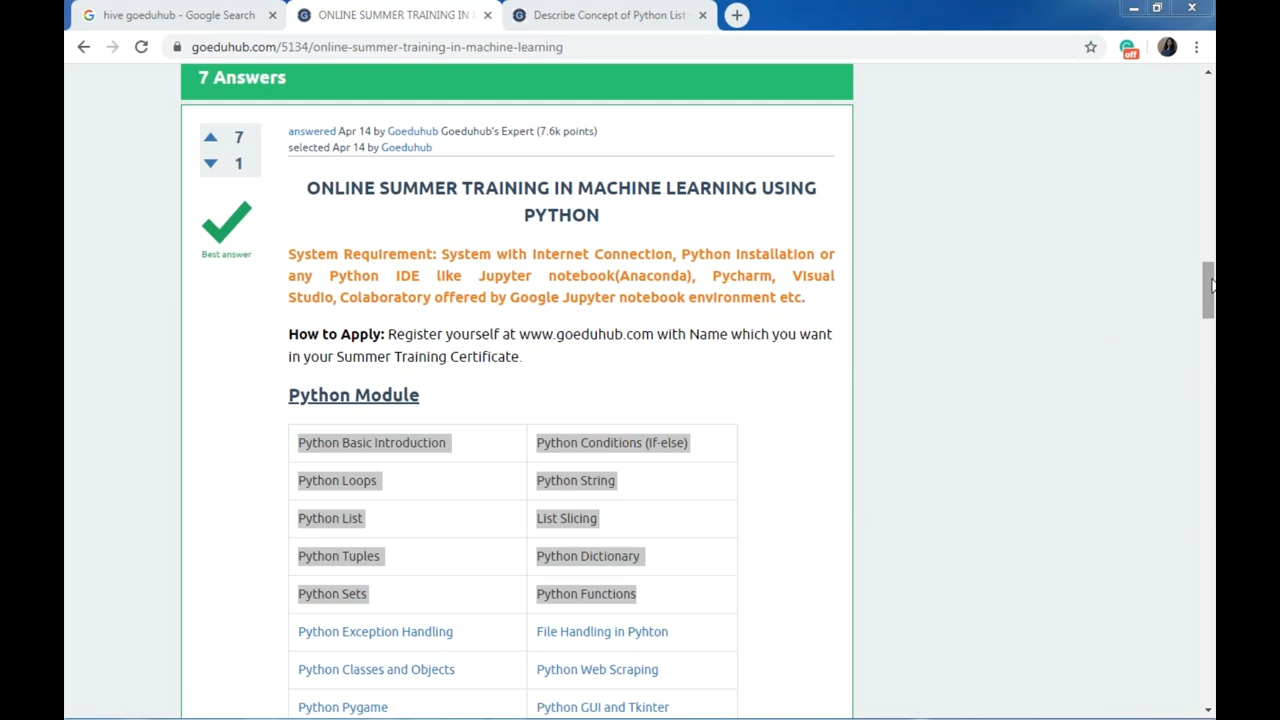 hive goeduhub - Google Search
ONLINE SUMMER TRAINING IN
Describe Concept of Python List
goeduhub.com/5134/online-summer-training-in-machine-learning
off
7 Answers
7
1
Best answer
answered Apr 14 by Goeduhub Goeduhub's Expert (7.6k points)
selected Apr 14 by Goeduhub
ONLINE SUMMER TRAINING IN MACHINE LEARNING USING
PYTHON
System Requirement: System with Internet Connection, Python Installation or
any Python IDE like Jupyter notebook(Anaconda), Pycharm, Visual
Studio, Colaboratory offered by Google Jupyter notebook environment etc.
How to Apply: Register yourself at www.goeduhub.com with Name which you want
in your Summer Training Certificate.
Python Module
Python Basic Introduction
Python Conditions (If-else)
Python Loops
Python String
Python List
List Slicing
Python Tuples
Python Dictionary
Python Sets
Python Functions
Python Exception Handling
File Handling in Pyhton
Python Classes and Objects
Python Web Scraping
Python Pygame
Python GUI and Tkinter